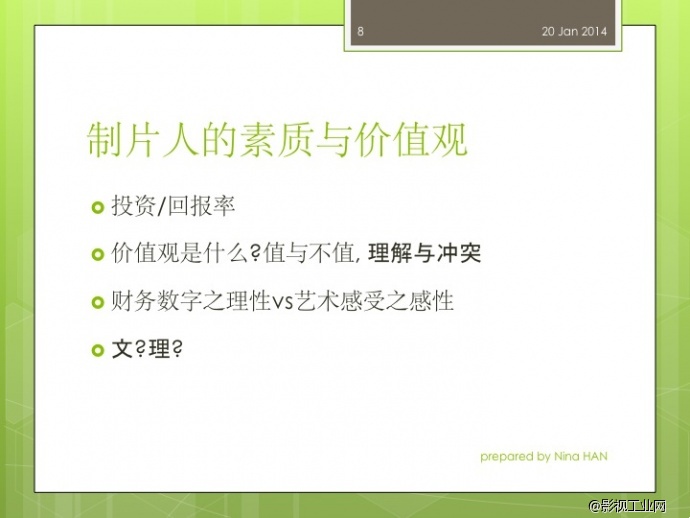 8
20 Jan 2014
制片人的素质与价值观
投资/回报率
价值观是什么?值与不值, 理解与冲突
财务数字之理性vs艺术感受之感性
文?理?
prepared by Nina HAN
@影视工业网